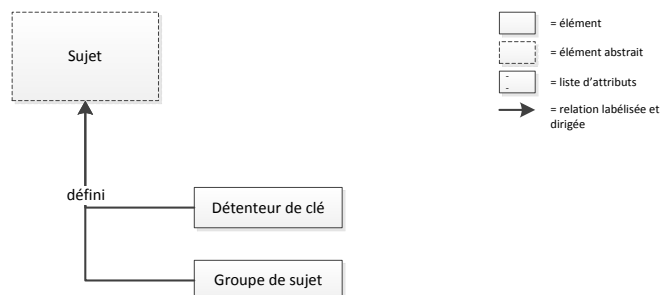 Sujet
défini
Détenteur de clé
Groupe de sujet
= élément
= élément abstrait
- 
-
= liste d'attributs
= relation labélisée et
dirigée